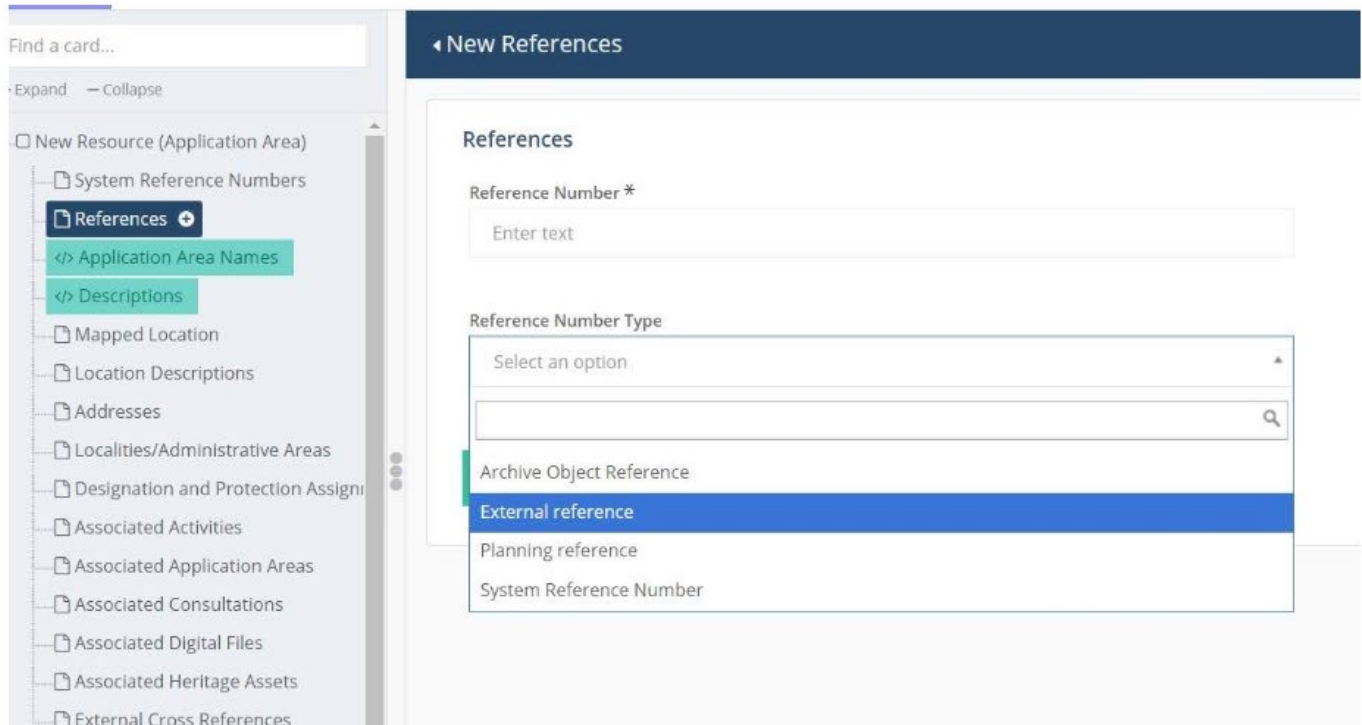 Find a card...
Expand − Collapse
New Resource (Application Area)
System Reference Numbers
References
</> Application Area Names
</> Descriptions
Mapped Location
Location Descriptions
Addresses
Localities/Administrative Areas
Designation and Protection Assign
Associated Activities
Associated Application Areas
Associated Consultations
Associated Digital Files
Associated Heritage Assets
External Cross References
New References
References
Reference Number *
Enter text
Reference Number Type
Select an option
Archive Object Reference
External reference
Planning reference
System Reference Number